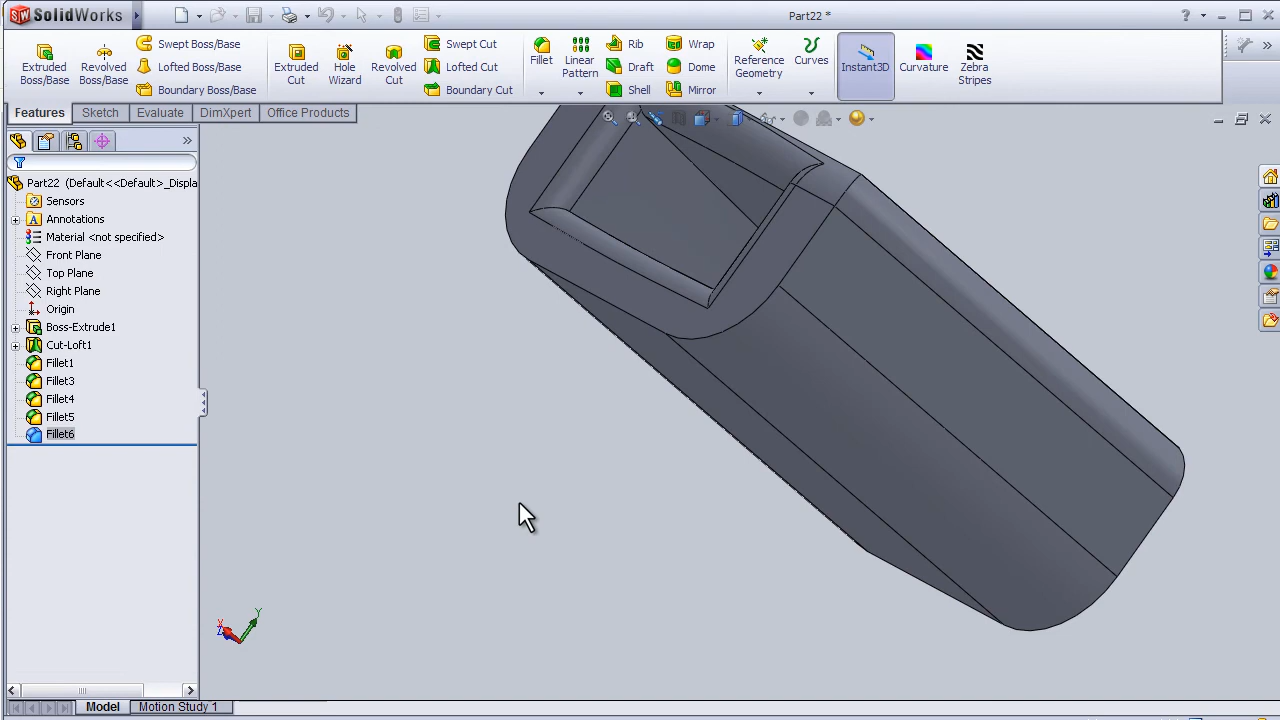 SolidWorks
Part22 *
Extruded Boss/Base
Revolved Boss/Base
Swept Boss/Base
Lofted Boss/Base
Boundary Boss/Base
Extruded Cut
Hole Wizard
Revolved Cut
Swept Cut
Lofted Cut
Boundary Cut
Fillet
Linear Pattern
Rib
Draft
Shell
Wrap
Dome
Mirror
Reference Geometry
Curves
Instant3D
Curvature
Zebra Stripes
Features
Sketch
Evaluate
DimXpert
Office Products
Part22 (Default<<Default>_Displa
Sensors
Annotations
Material <not specified>
Front Plane
Top Plane
Right Plane
Origin
Boss-Extrude1
Cut-Loft1
Fillet1
Fillet3
Fillet4
Fillet5
Fillet6
Y
X
Z
Model
Motion Study 1